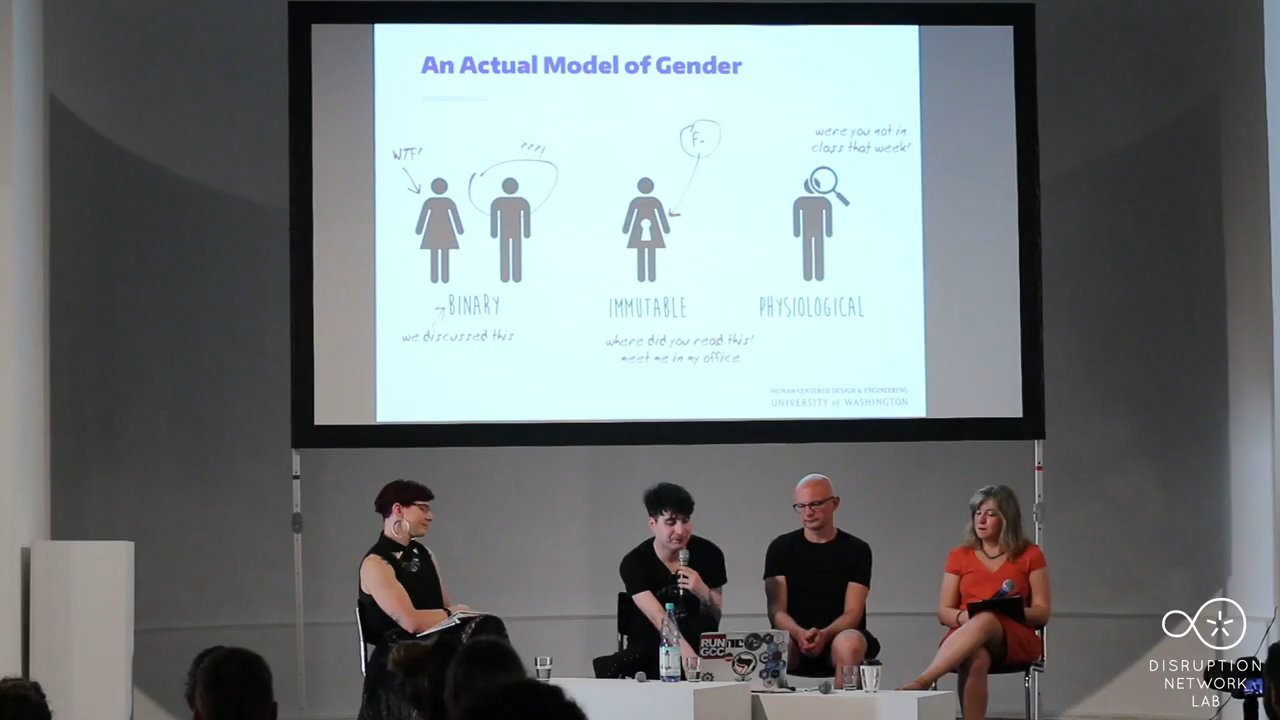 An Actual Model of Gender
WTF?
????!
F-
were you not in
class that week?
BINARY
IMMUTABLE
PHYSIOLOGICAL
we discussed this
where did you read this!
meet me in my office
HUMAN CENTERED DESIGN & ENGINEERING
UNIVERSITY of WASHINGTON
RUN
GCC
DISRUPTION
NETWORK
LAB